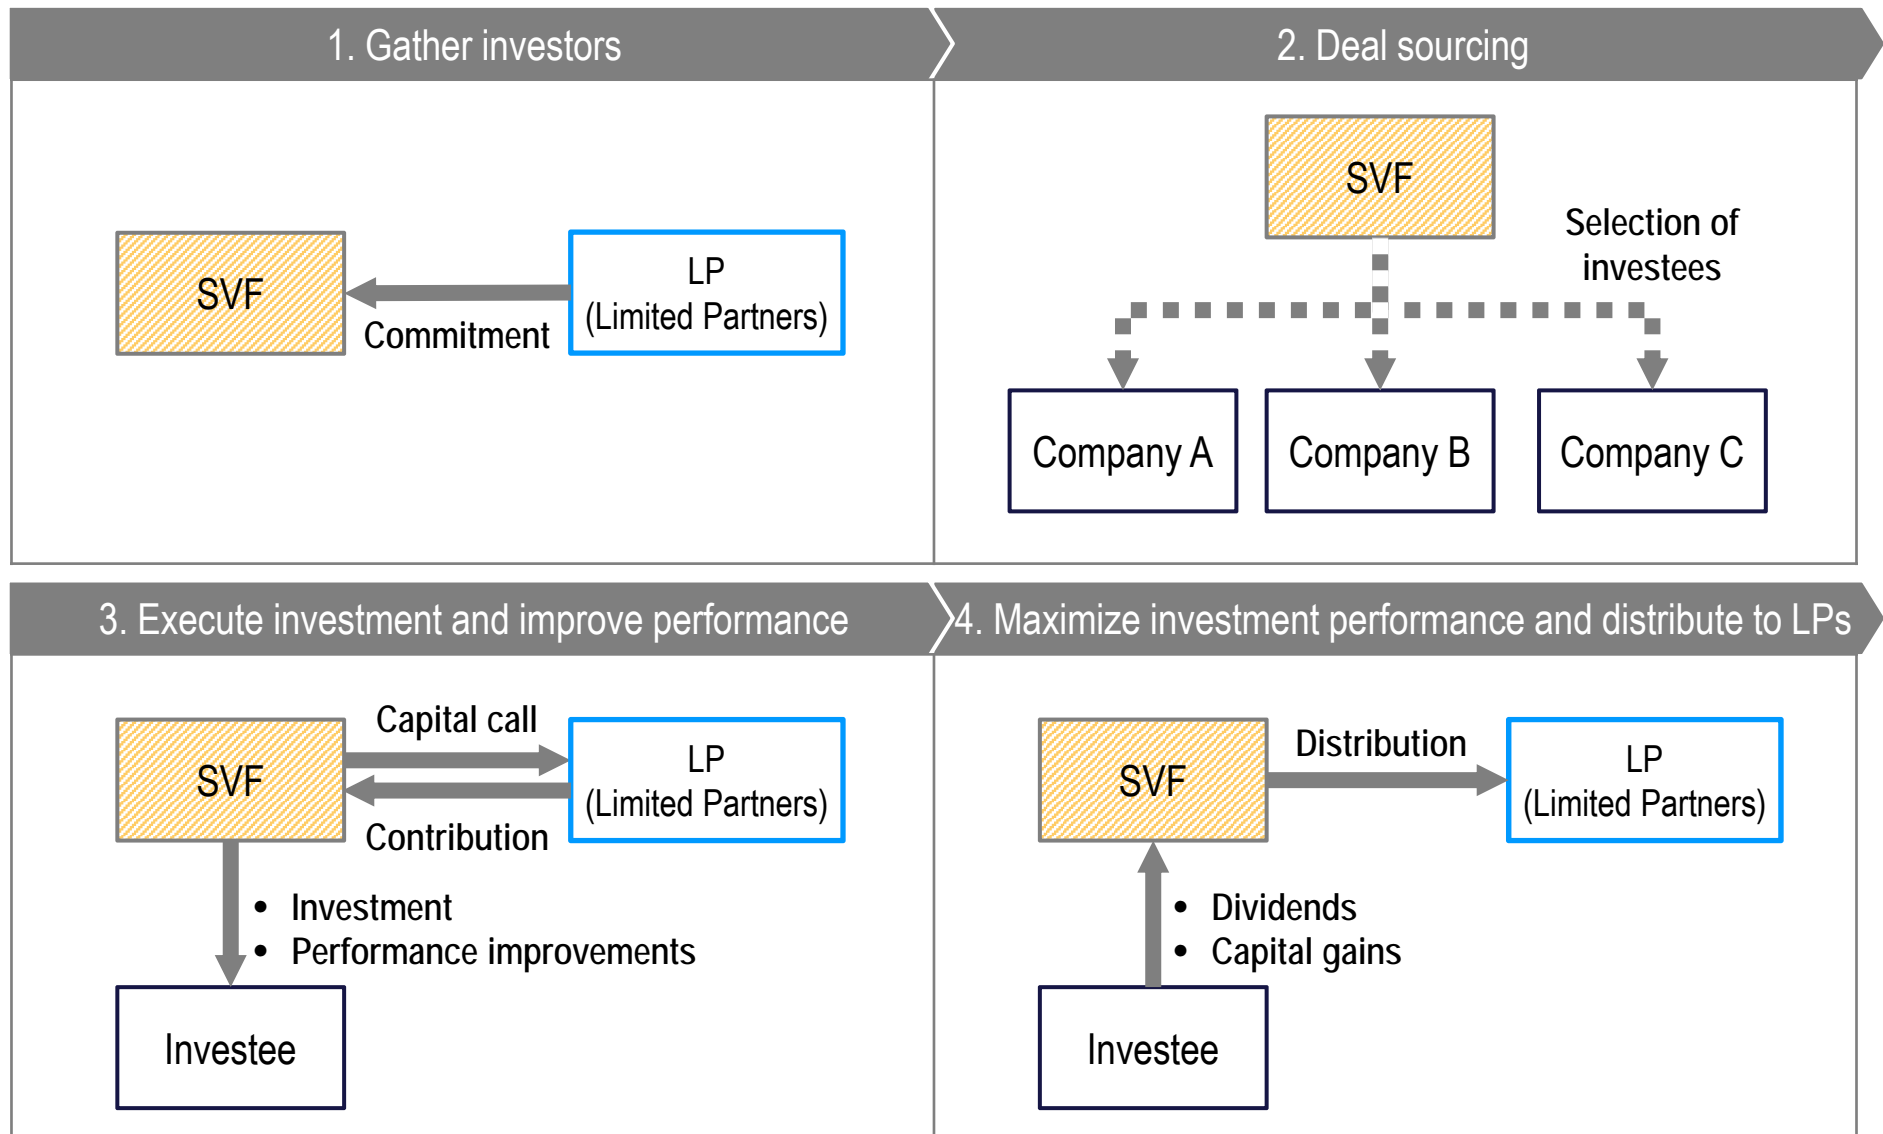 1. Gather investors
SVF
Commitment
LP
(Limited Partners)
2. Deal sourcing
SVF
Selection of
investees
Company A
Company B
Company C
3. Execute investment and improve performance
SVF
Capital call
Contribution
LP
(Limited Partners)
• Investment
• Performance improvements
Investee
4. Maximize investment performance and distribute to LPs
SVF
Distribution
LP
(Limited Partners)
• Dividends
• Capital gains
Investee